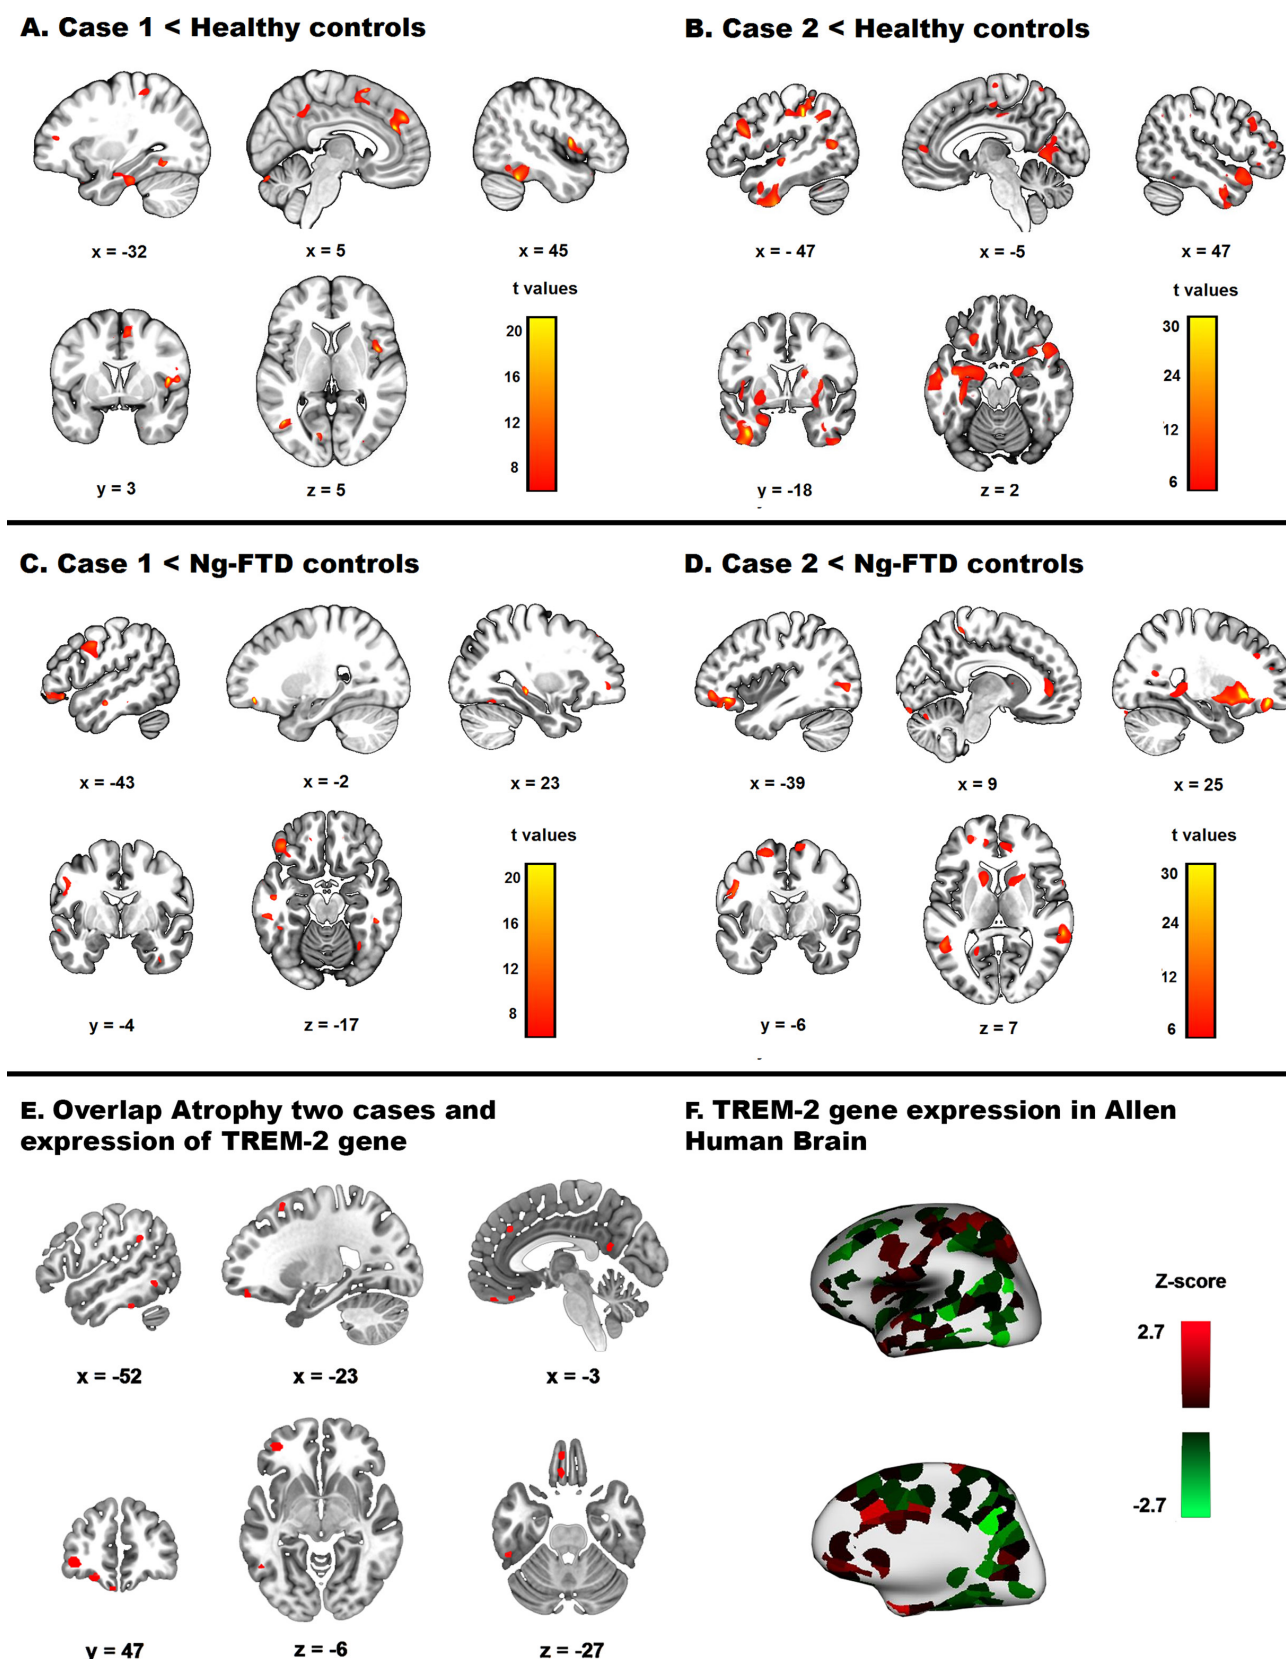 A. Case 1 < Healthy controls
x = -32
x = 5
x = 45
t values
20
16
12
8
y = 3
z = 5
B. Case 2 < Healthy controls
x = - 47
x = -5
x = 47
t values
30
24
12
6
y = -18
z = 2
C. Case 1 < Ng-FTD controls
x = -43
x = -2
x = 23
t values
20
16
12
8
y = -4
z = -17
D. Case 2 < Ng-FTD controls
x = -39
x = 9
x = 25
t values
30
24
12
6
y = -6
z = 7
E. Overlap Atrophy two cases and
expression of TREM-2 gene
x = -52
x = -23
x = -3
y = 47
z = -6
z = -27
F. TREM-2 gene expression in Allen
Human Brain
Z-score
2.7
-2.7